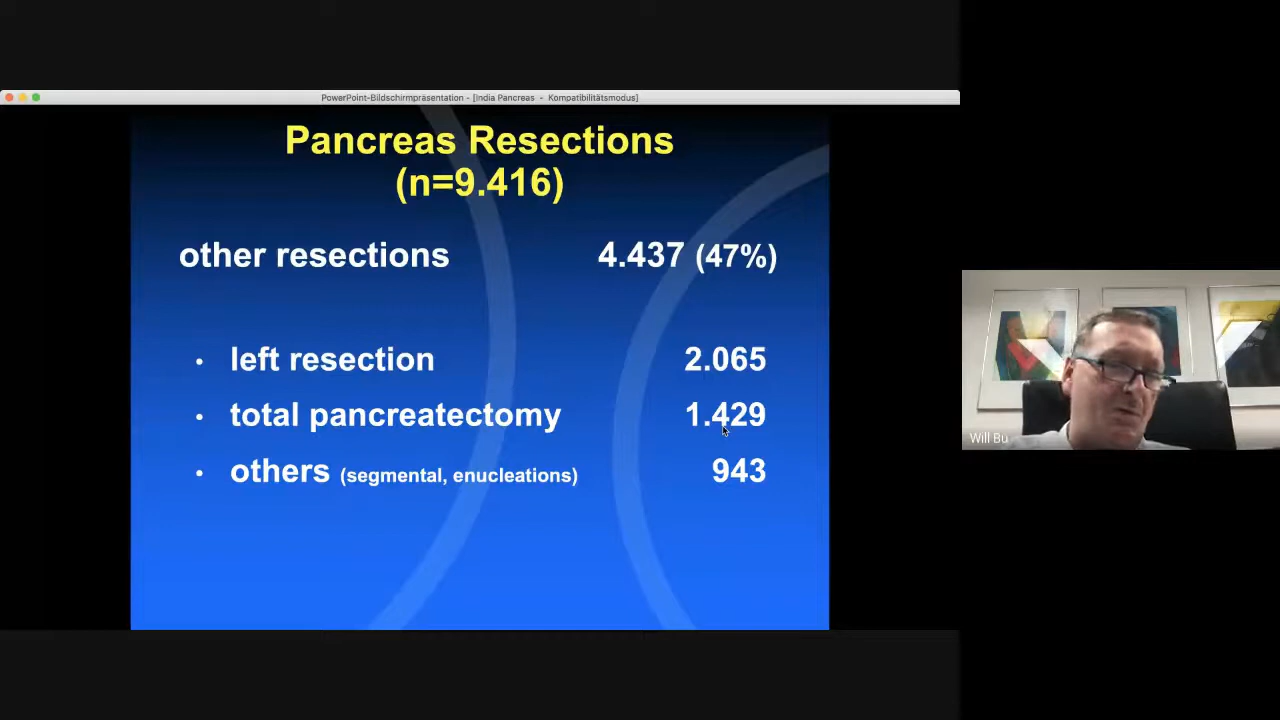 PowerPoint-Bildschirmpräsentation - [India Pancreas - Kompatibilitätsmodus]
Pancreas Resections
(n=9.416)
other resections 4.437 (47%)
• left resection 2.065
• total pancreatectomy 1.429
• others (segmental, enucleations) 943
Will Bu